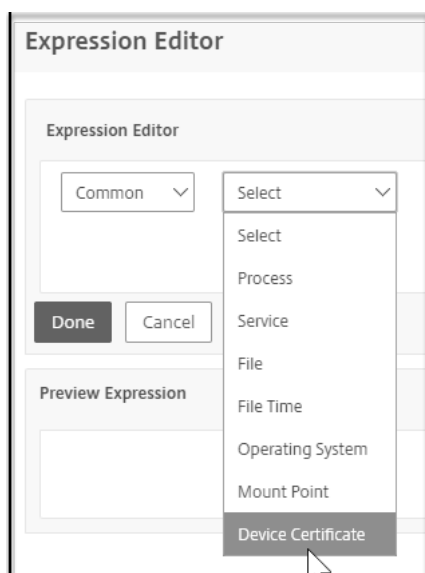 Expression Editor
Expression Editor
Common Select
Select
Process
Done Cancel Service
File
Preview Expression
File Time
Operating System
Mount Point
Device Certificate